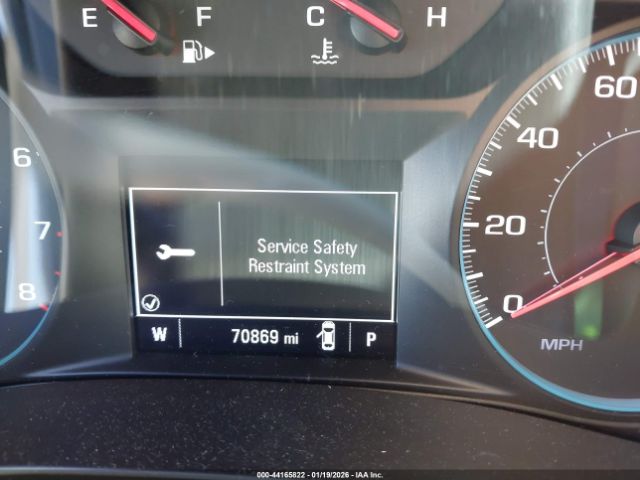 E F C H
60
40
20
0
MPH
6
7
8
Service Safety
Restraint System
W 70869 mi P
000-44165822 - 01/19/2026 - IAA Inc.